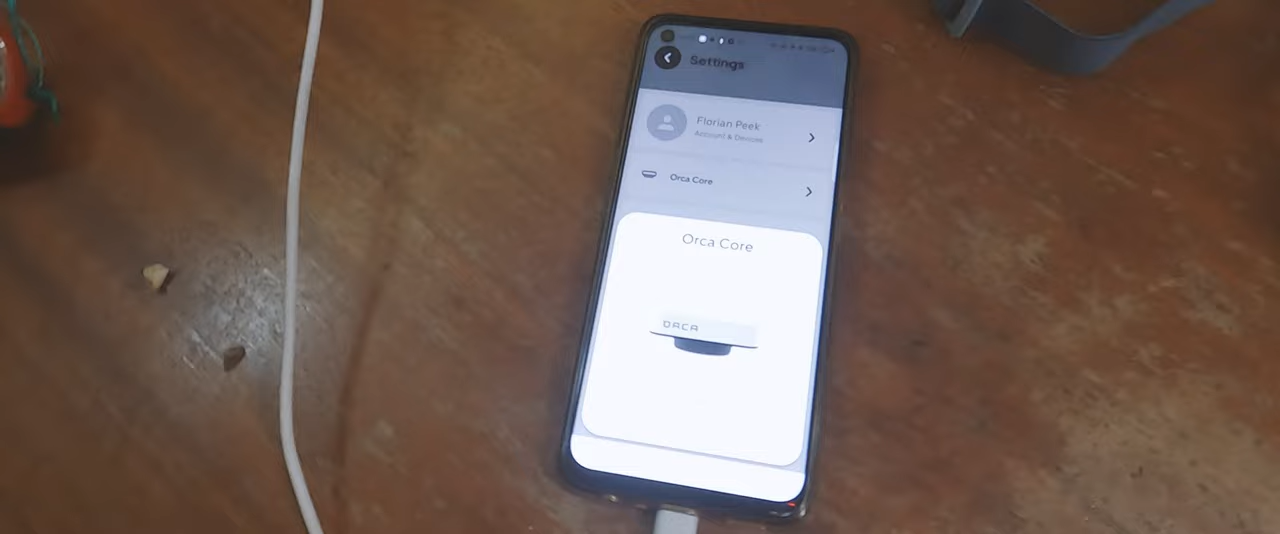 Settings
Florian Peek
Account & Devices
Orca Core
Orca Core
ORCA